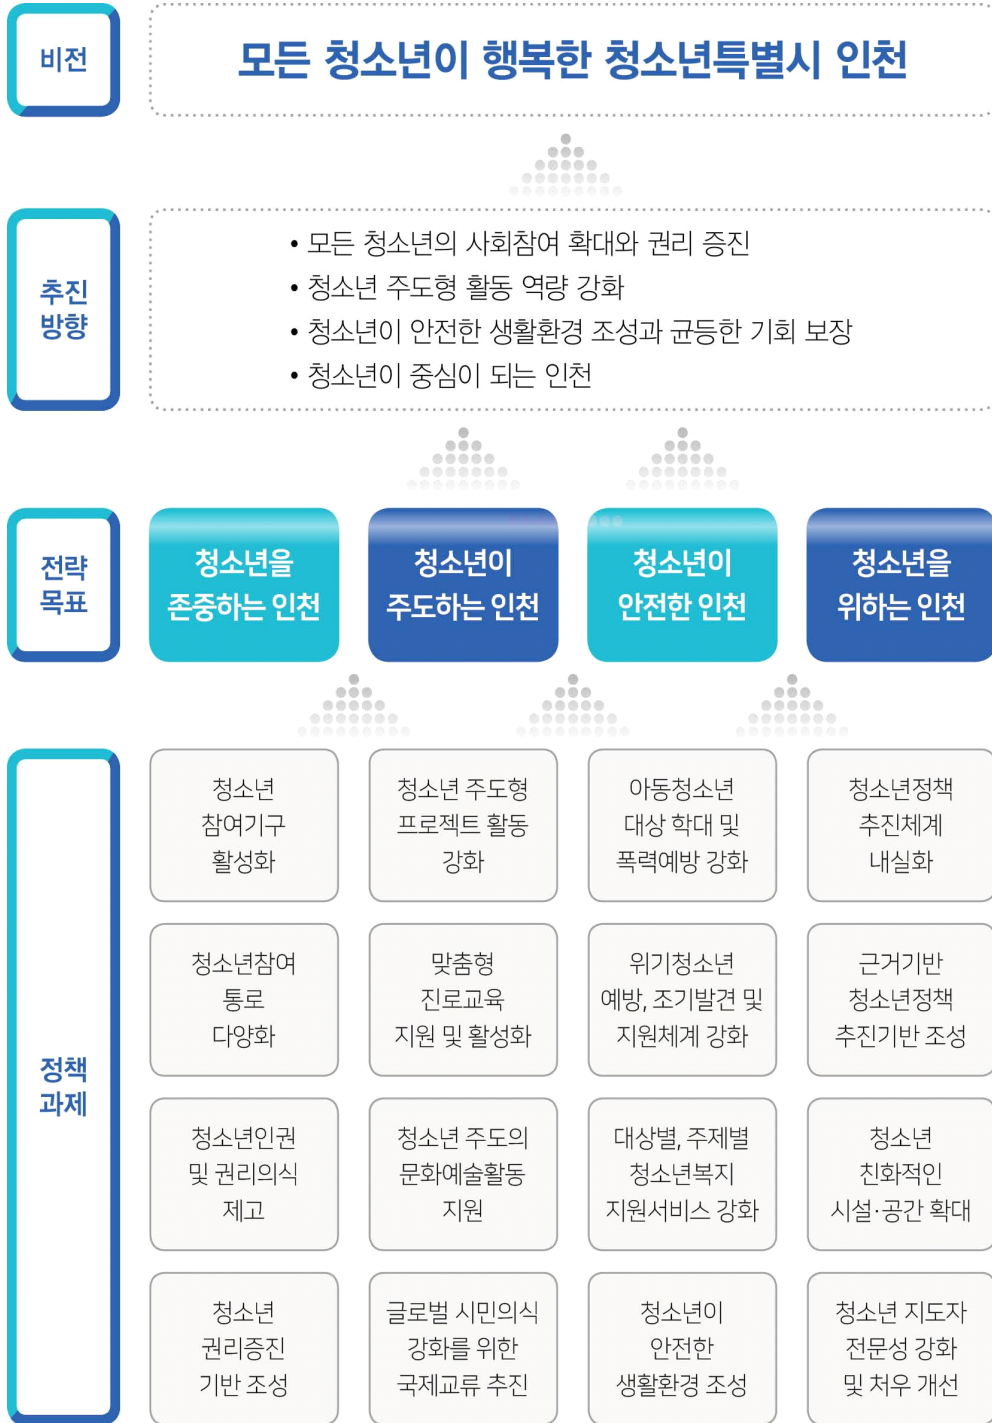 비전
모든 청소년이 행복한 청소년특별시 인천
추진
방향
• 모든 청소년의 사회참여 확대와 권리 증진
• 청소년 주도형 활동 역량 강화
• 청소년이 안전한 생활환경 조성과 균등한 기회 보장
• 청소년이 중심이 되는 인천
전략
목표
청소년을
존중하는 인천
청소년이
주도하는 인천
청소년이
안전한 인천
청소년을
위하는 인천
정책
과제
청소년
참여기구
활성화
청소년 주도형
프로젝트 활동
강화
아동청소년
대상 학대 및
폭력예방 강화
청소년정책
추진체계
내실화
청소년참여
통로
다양화
맞춤형
진로교육
지원 및 활성화
위기청소년
예방, 조기발견 및
지원체계 강화
근거기반
청소년정책
추진기반 조성
청소년인권
및 권리의식
제고
청소년 주도의
문화예술활동
지원
대상별, 주제별
청소년복지
지원서비스 강화
청소년
친화적인
시설·공간 확대
청소년
권리증진
기반 조성
글로벌 시민의식
강화를 위한
국제교류 추진
청소년이
안전한
생활환경 조성
청소년 지도자
전문성 강화
및 처우 개선